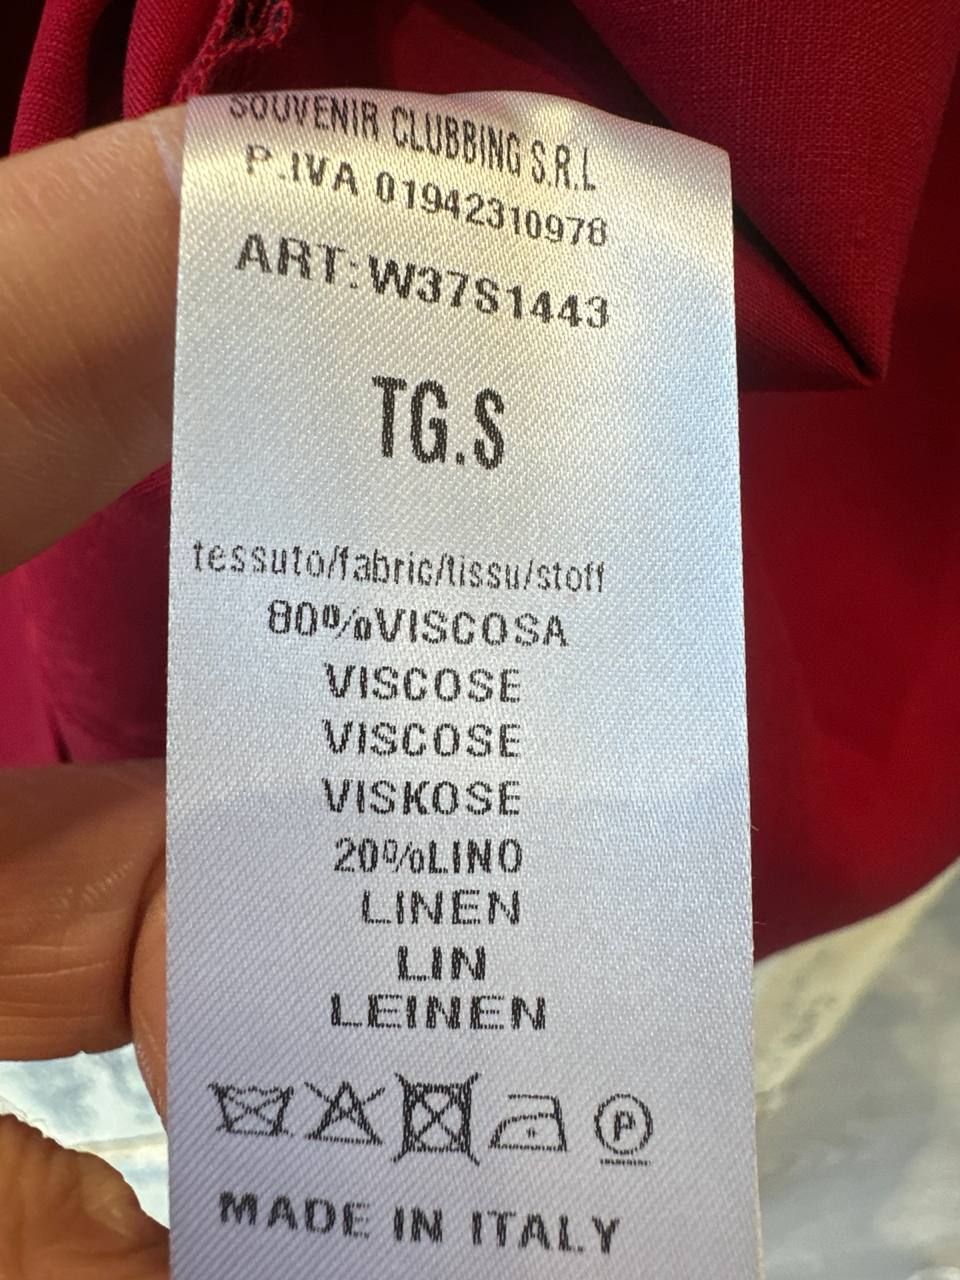 SOUVENIR CLUBBING S.R.L
P.IVA 01942310978
ART:W37S1443
TG.S
tessuto/fabric/tissu/stoff
80%VISCOSA
VISCOSE
VISCOSE
VISKOSE
20%LINO
LINEN
LIN
LEINEN
P
MADE IN ITALY